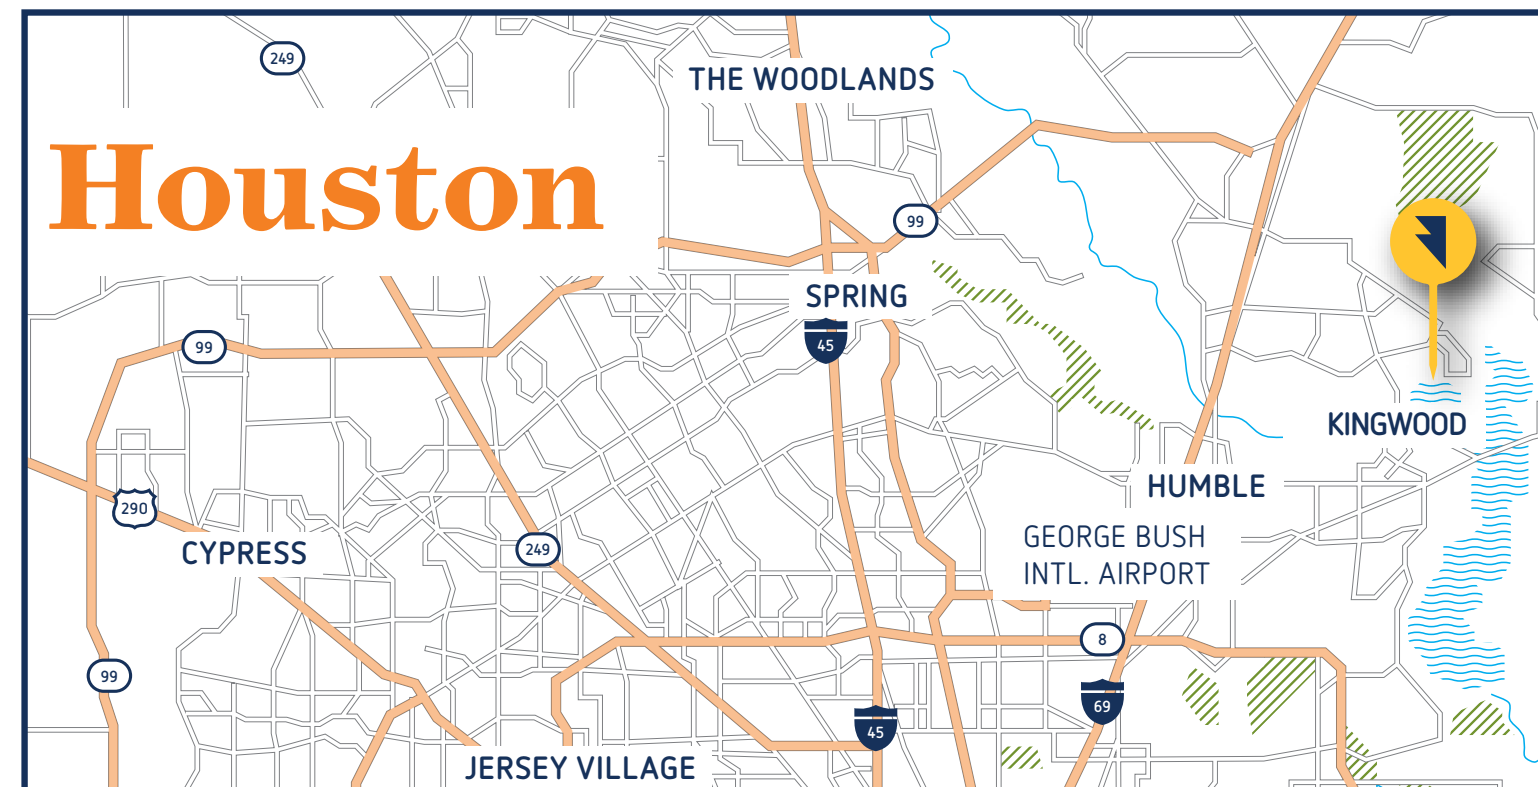 249
THE WOODLANDS
Houston
99
SPRING
45
99
KINGWOOD
HUMBLE
290
CYPRESS
249
GEORGE BUSH
INTL. AIRPORT
8
99
69
45
JERSEY VILLAGE